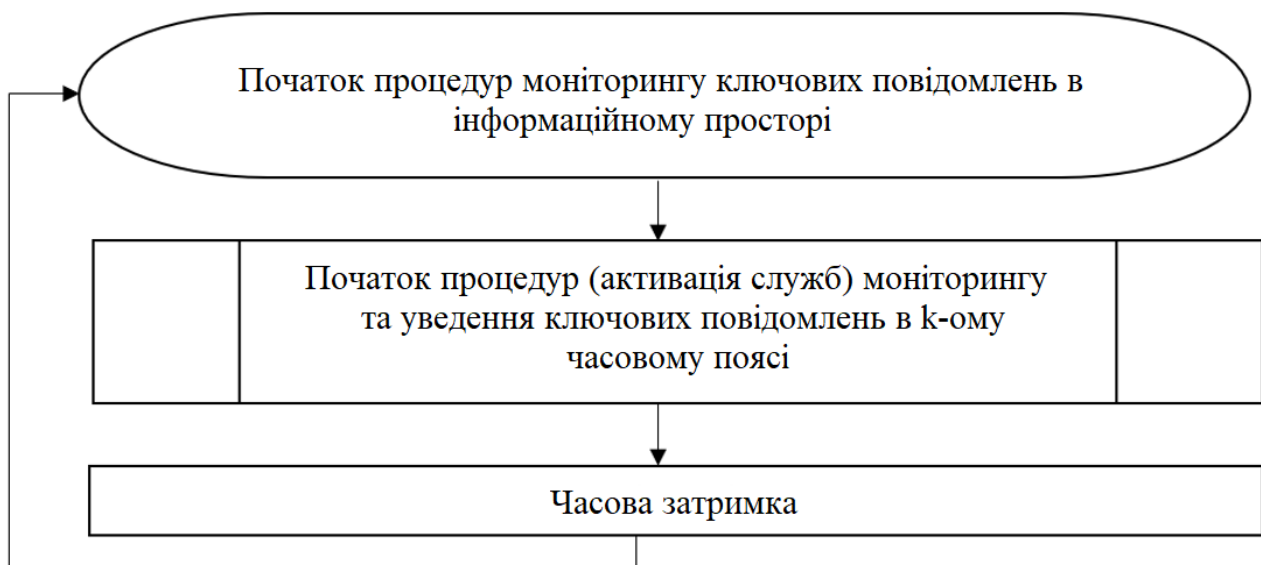 Початок процедур моніторингу ключових повідомлень в
інформаційному просторі
Початок процедур (активація служб) моніторингу
та уведення ключових повідомлень в k-ому
часовому поясі
Часова затримка